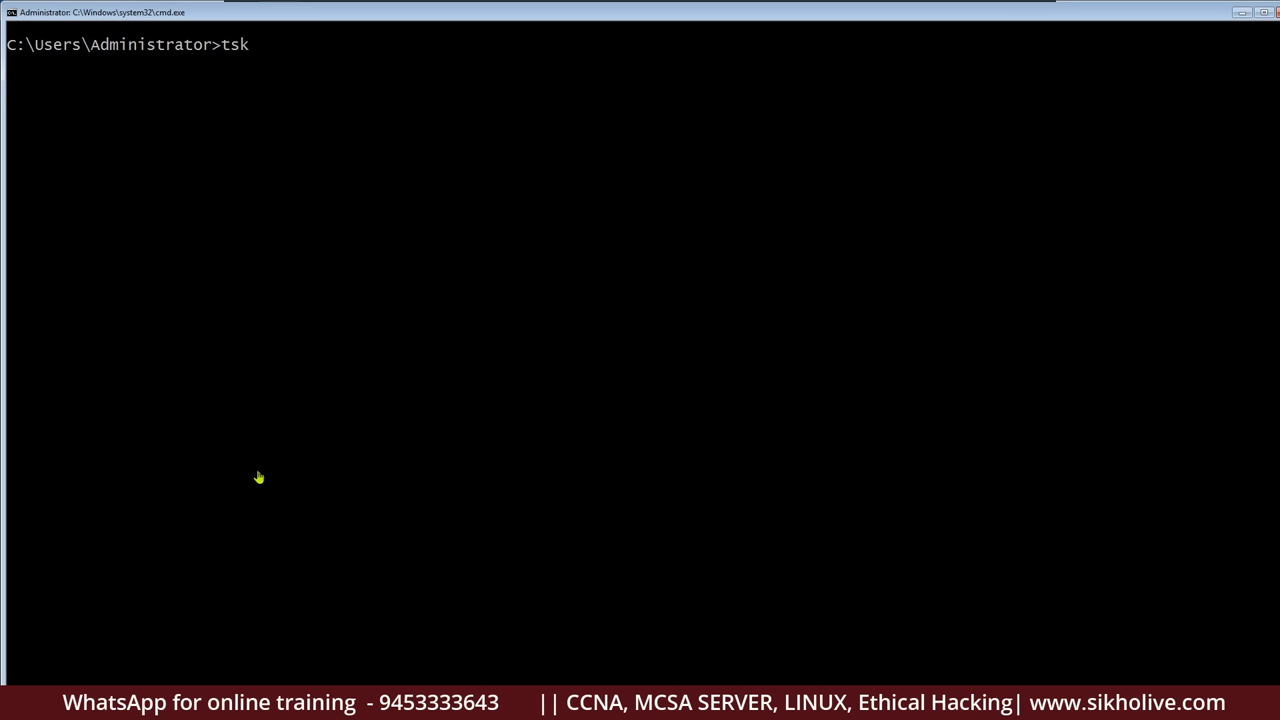 Administrator: C:\Windows\system32\cmd.exe
C:\Users\Administrator>tsk
WhatsApp for online training - 9453333643 || CCNA, MCSA SERVER, LINUX, Ethical Hacking| www.sikholive.com